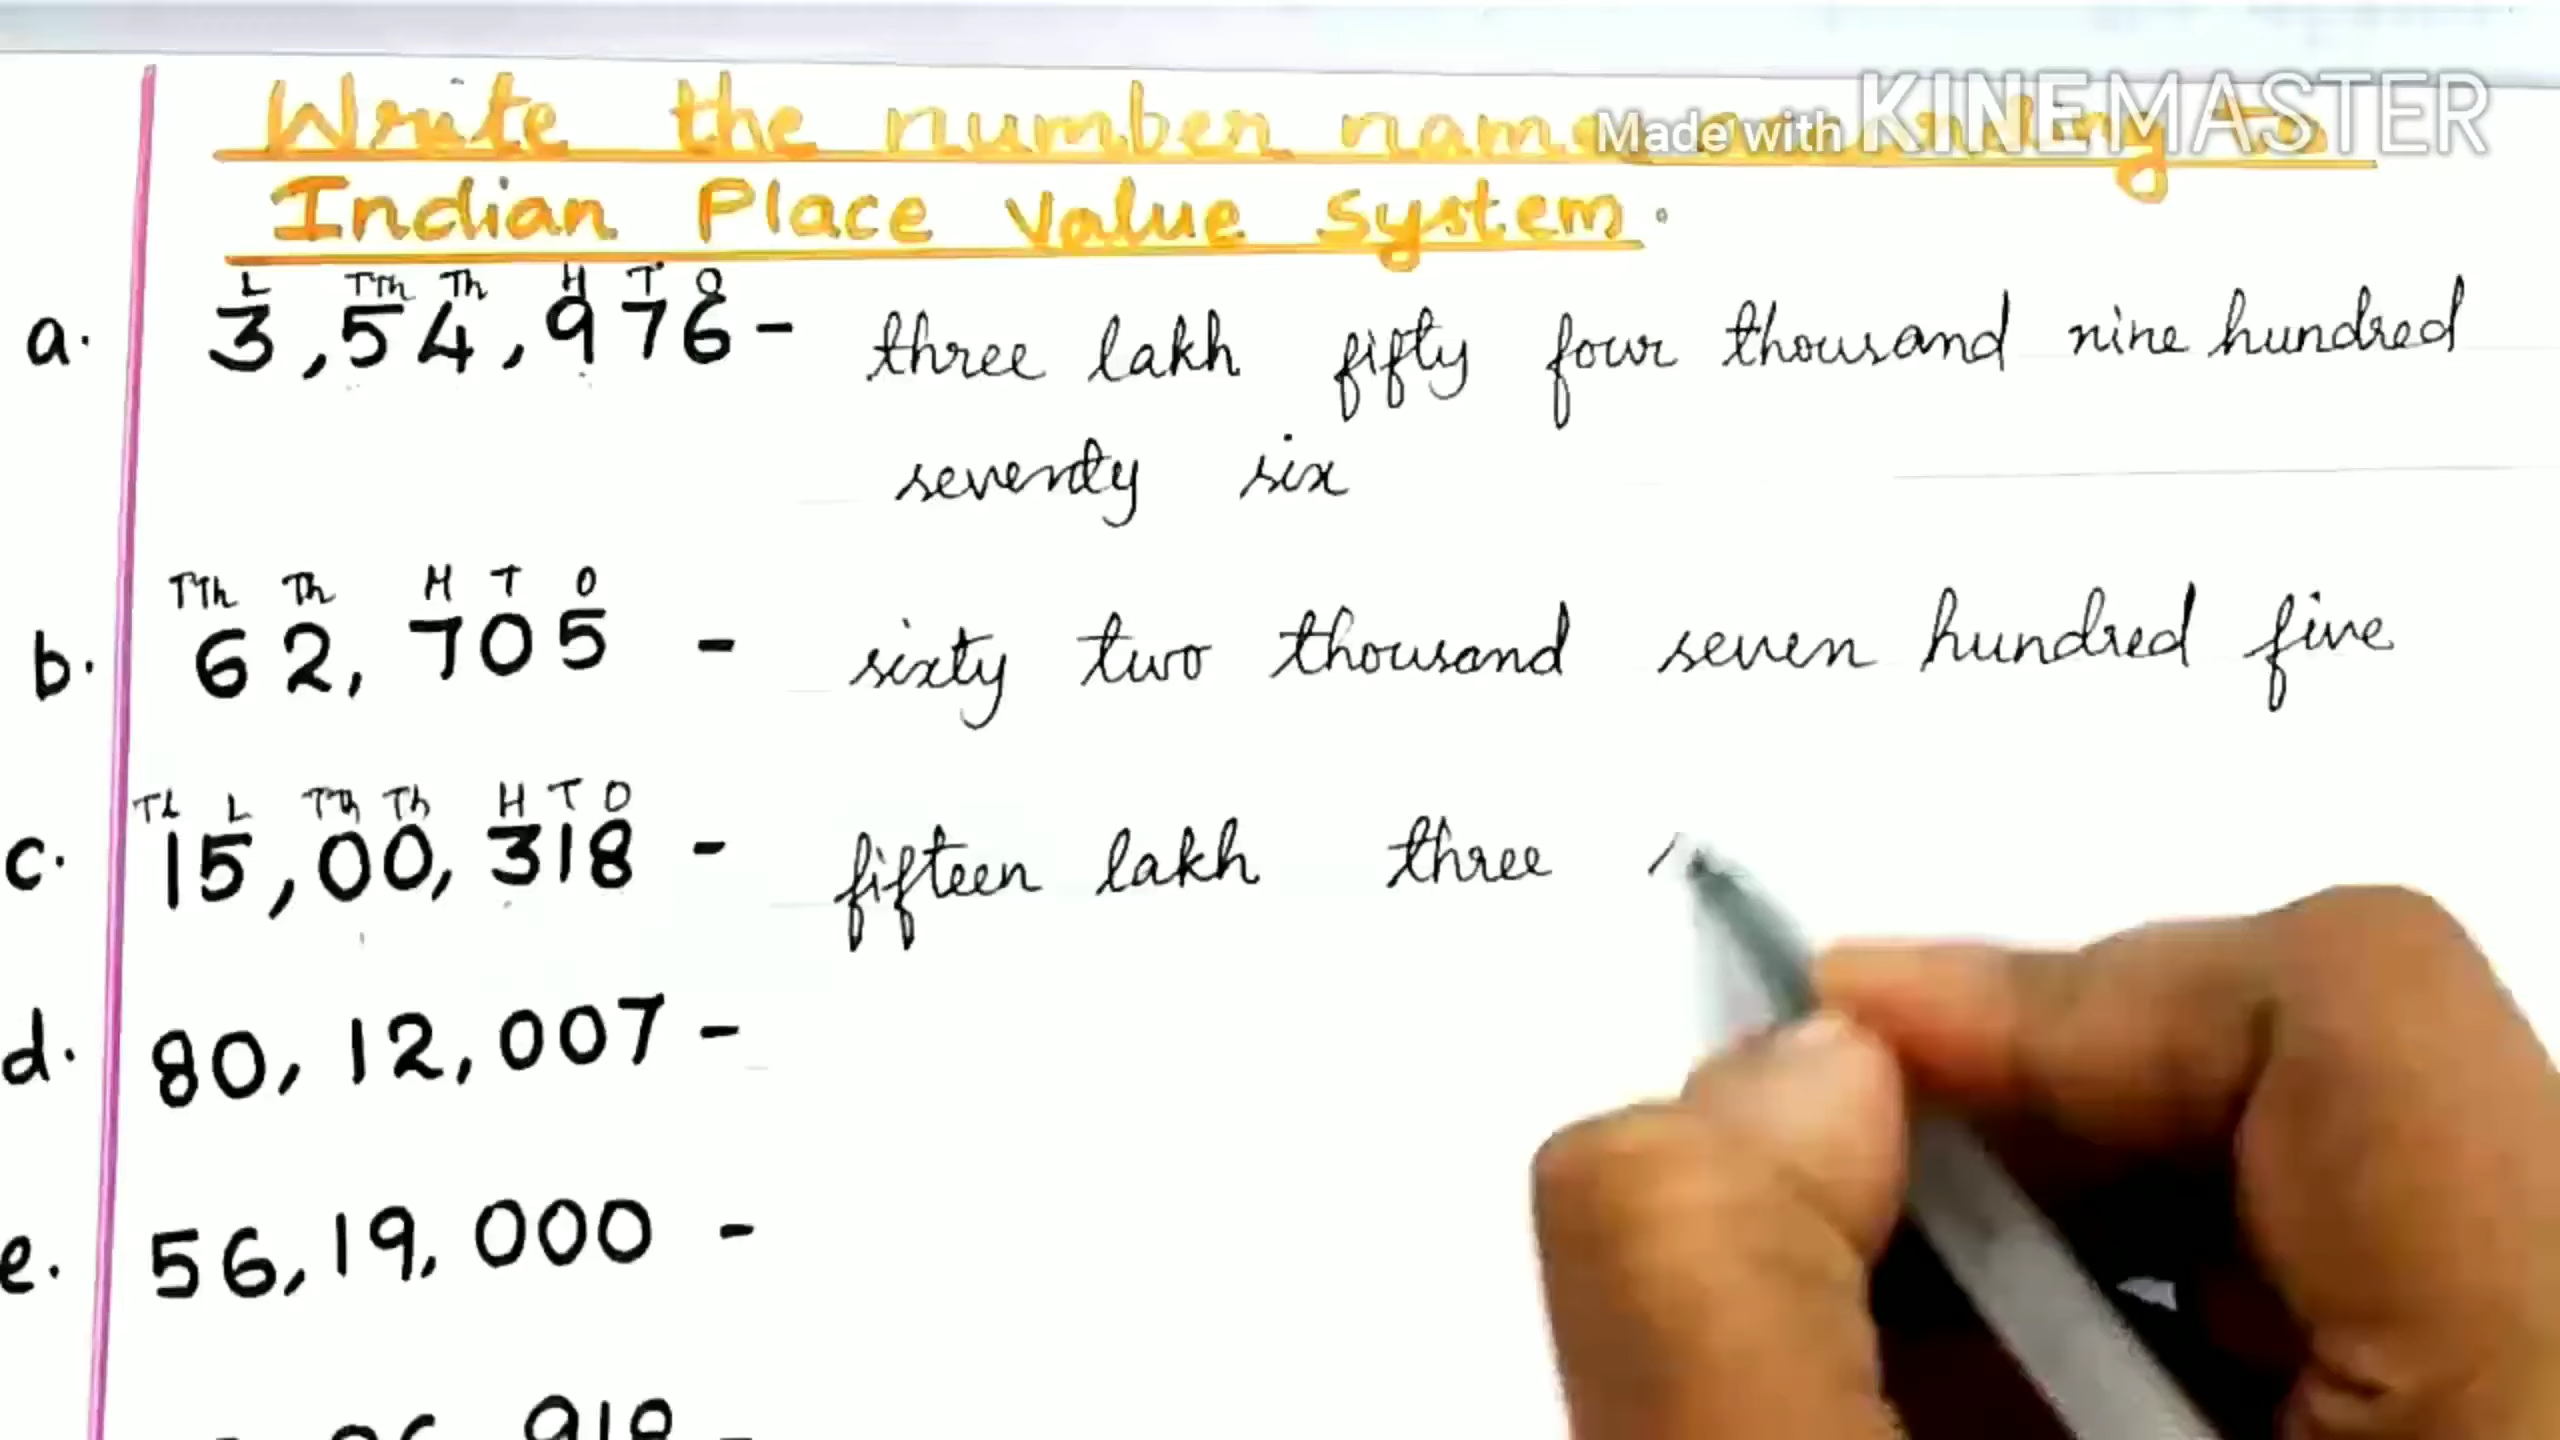 Write the number name
Made with KINEMASTER
Indian Place Value System.
L TTh Th H T O
a. 3,54,976 - three lakh fifty four thousand nine hundred
seventy six
TTh Th H T O
b. 62,705 - sixty two thousand seven hundred five
TL L TTh Th H T O
c. 15,00,318 - fifteen lakh three
d. 80,12,007 -
e. 56,19,000 -